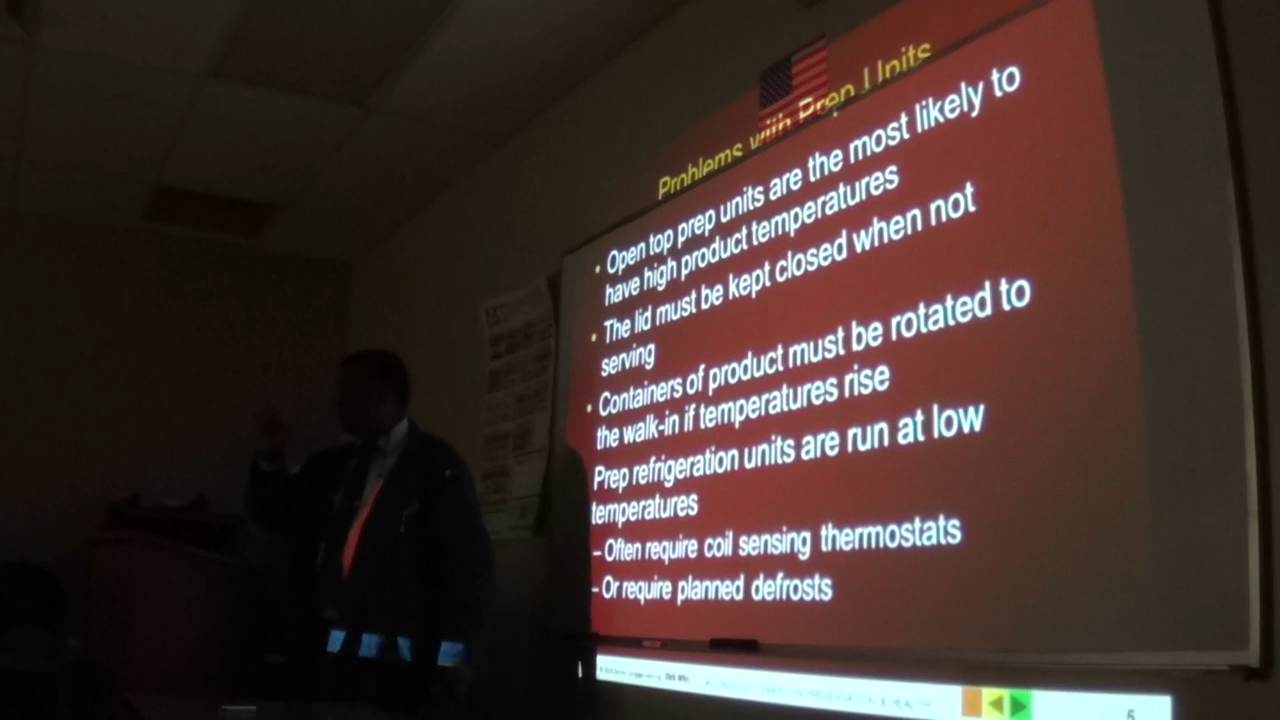 Problems with Prep Units
• Open top prep units are the most likely to
have high product temperatures
• The lid must be kept closed when not
serving
• Containers of product must be rotated to
the walk-in if temperatures rise
Prep refrigeration units are run at low
temperatures
– Often require coil sensing thermostats
– Or require planned defrosts
& HEALTH
5